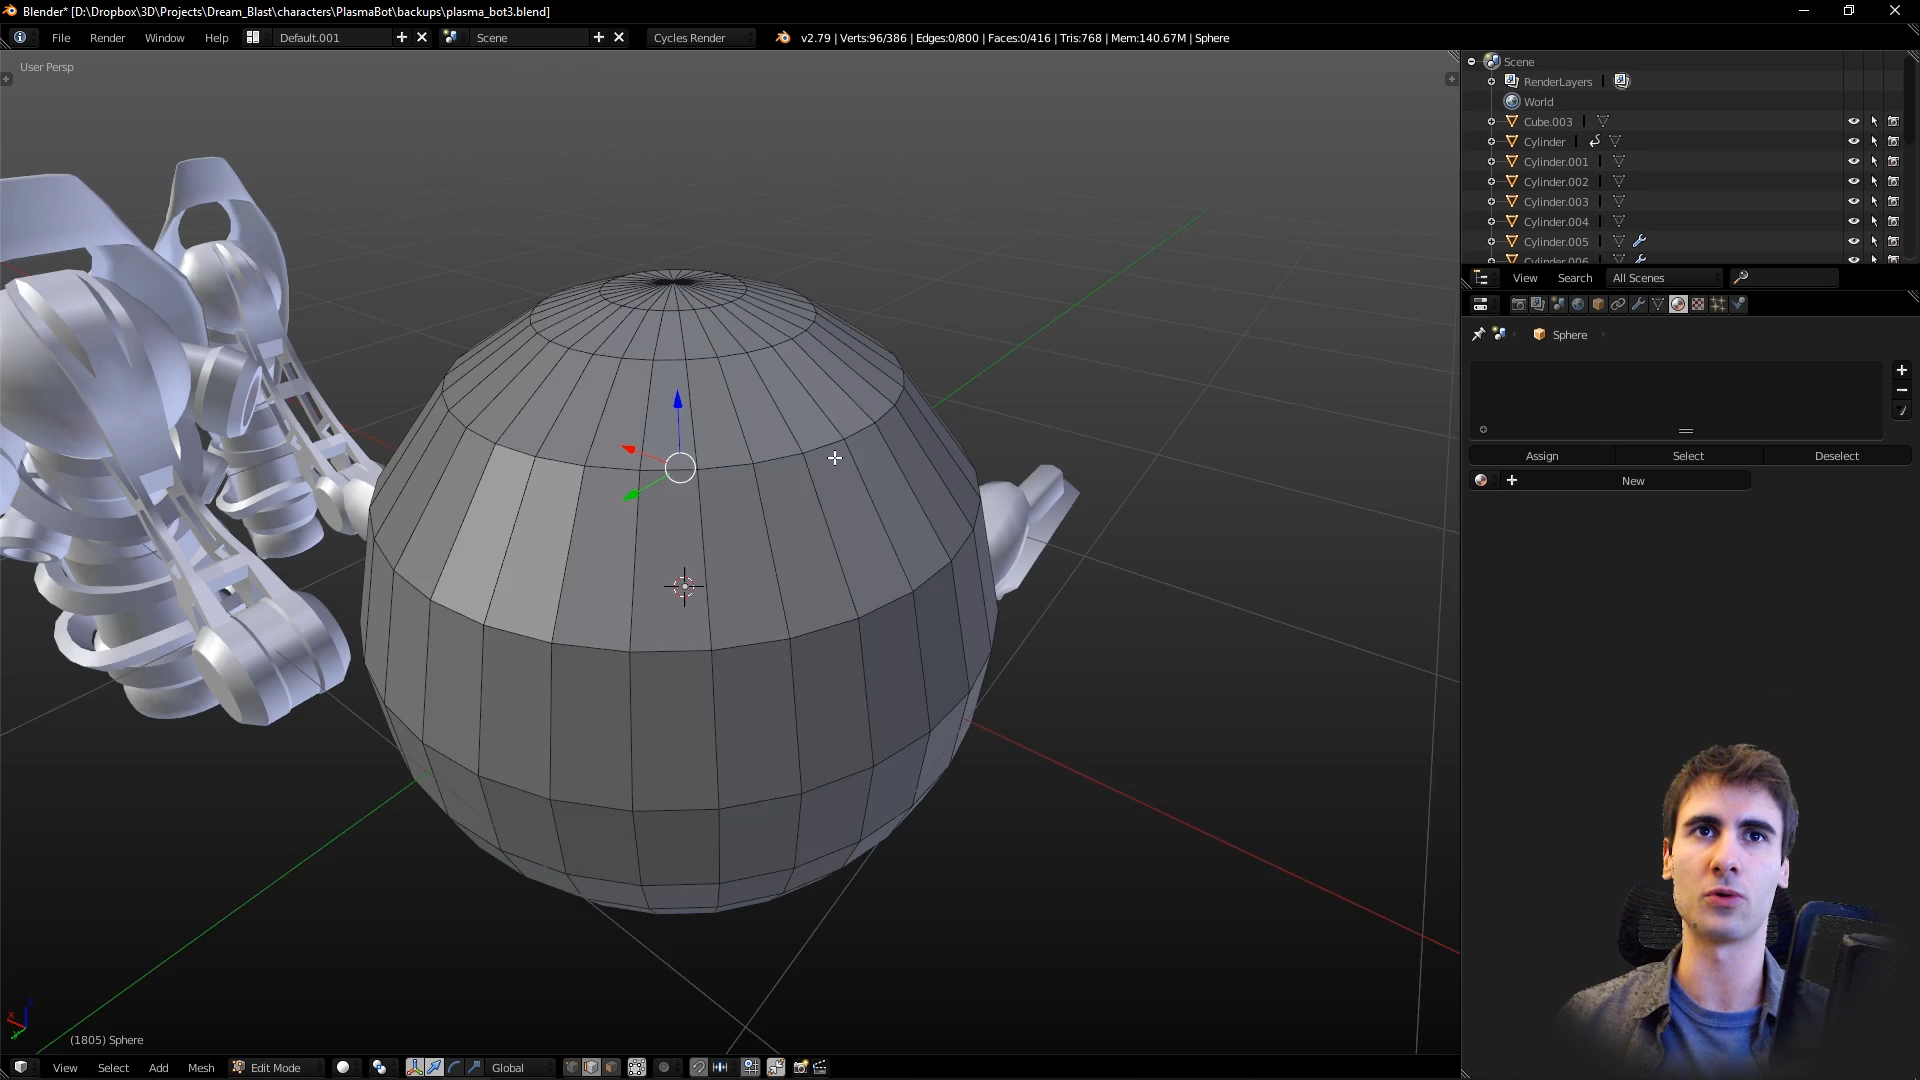 Blender* [D:\Dropbox\3D\Projects\Dream_Blast\characters\PlasmaBot\backups\plasma_bot3.blend]
File Render Window Help Default.001 Scene Cycles Render v2.79 | Verts:96/386 | Edges:0/800 | Faces:0/416 | Tris:768 | Mem:140.67M | Sphere
User Persp
Scene
RenderLayers
World
Cube.003
Cylinder
Cylinder.001
Cylinder.002
Cylinder.003
Cylinder.004
Cylinder.005
Cylinder.006
View Search All Scenes
Sphere
Assign Select Deselect
New
x
z
(1805) Sphere
View Select Add Mesh Edit Mode Global